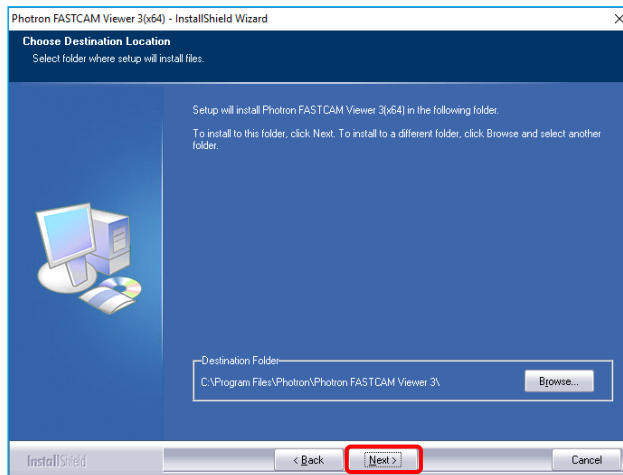 Photron FASTCAM Viewer 3(x64) - InstallShield Wizard
Choose Destination Location
Select folder where setup will install files.
Setup will install Photron FASTCAM Viewer 3(x64) in the following folder.
To install to this folder, click Next. To install to a different folder, click Browse and select another
folder.
Destination Folder
C:\Program Files\Photron\Photron FASTCAM Viewer 3\
Browse...
InstallShield
< Back
Next >
Cancel